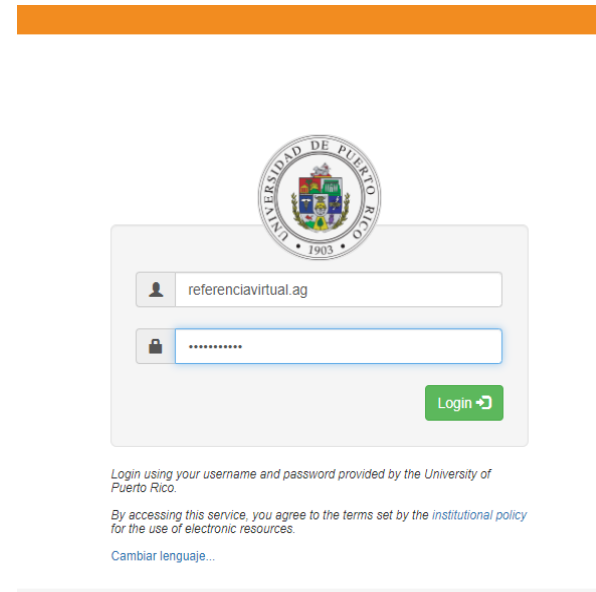 UNIVERSIDAD DE PUERTO RICO
• 1903 •
referenciavirtual.ag
•••••••••••
Login
Login using your username and password provided by the University of
Puerto Rico.
By accessing this service, you agree to the terms set by the institutional policy
for the use of electronic resources.
Cambiar lenguaje...